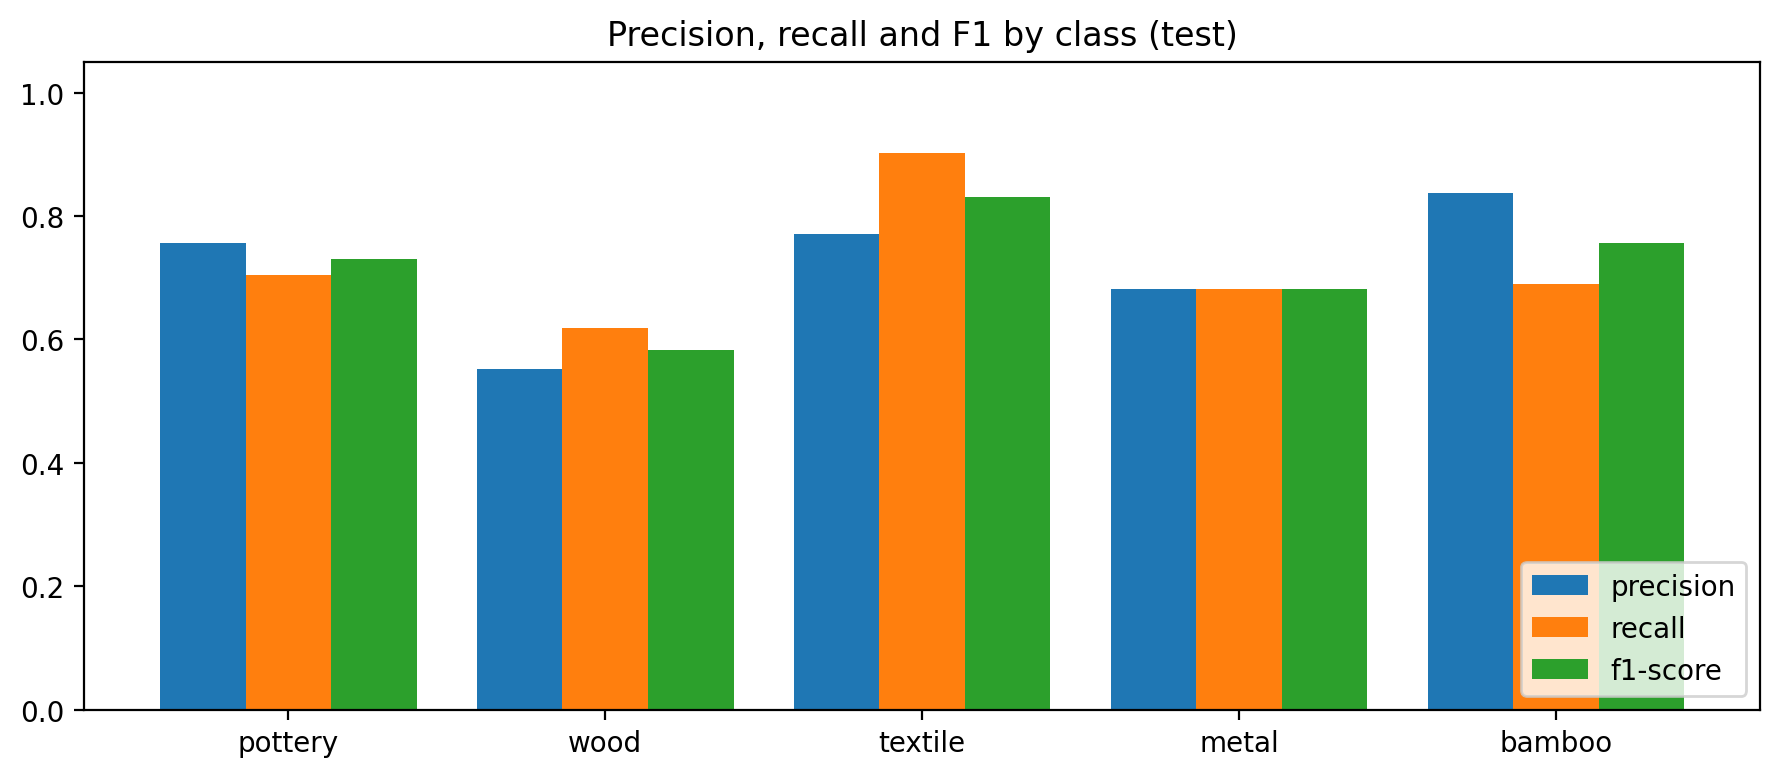 Precision, recall and F1 by class (test)
1.0
0.8
0.6
0.4
0.2
0.0
pottery wood textile metal bamboo
precision
recall
f1-score